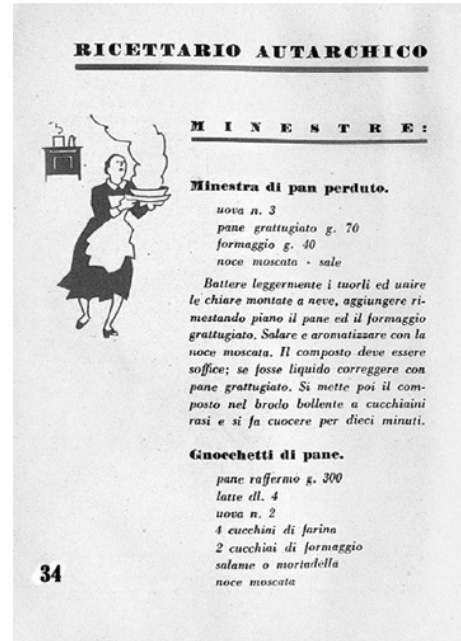 RICETTARIO AUTARCHICO
MINESTRE:
Minestra di pan perduto.
uova n. 3
pane grattugiato g. 70
formaggio g. 40
noce moscata - sale
Battere leggermente i tuorli ed unire
le chiare montate a neve, aggiungere ri-
mestando piano il pane ed il formaggio
grattugiato. Salare e aromatizzare con la
noce moscata. Il composto deve essere
soffice; se fosse liquido correggere con
pane grattugiato. Si mette poi il com-
posto nel brodo bollente a cucchiaini
rasi e si fa cuocere per dieci minuti.
Gnocchetti di pane.
pane raffermo g. 300
latte dl. 4
uova n. 2
4 cucchini di farina
2 cucchini di formaggio
salame o mortadella
noce moscata
34